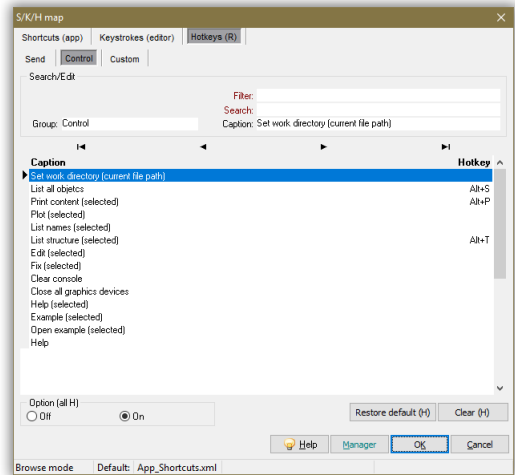 S/K/H map
Shortcuts (app) Keystrokes (editor) Hotkeys (R)
Send Control Custom
Search/Edit
Filter:
Search:
Group: Control Caption: Set work directory (current file path)
Caption Hotkey
Set work directory (current file path)
List all objetcs Alt+S
Print content (selected) Alt+P
Plot (selected)
List names (selected)
List structure (selected) Alt+T
Edit (selected)
Fix (selected)
Clear console
Close all graphics devices
Help (selected)
Example (selected)
Open example (selected)
Help
Option (all H)
Off On Restore default (H) Clear (H)
Help Manager OK Cancel
Browse mode Default: App_Shortcuts.xml